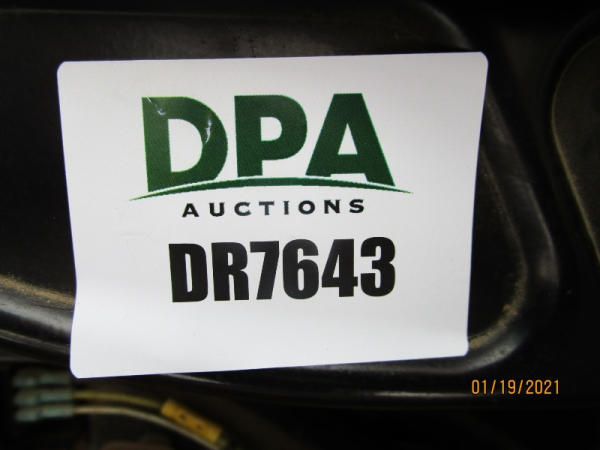 DPA
AUCTIONS
DR7643
01/19/2021